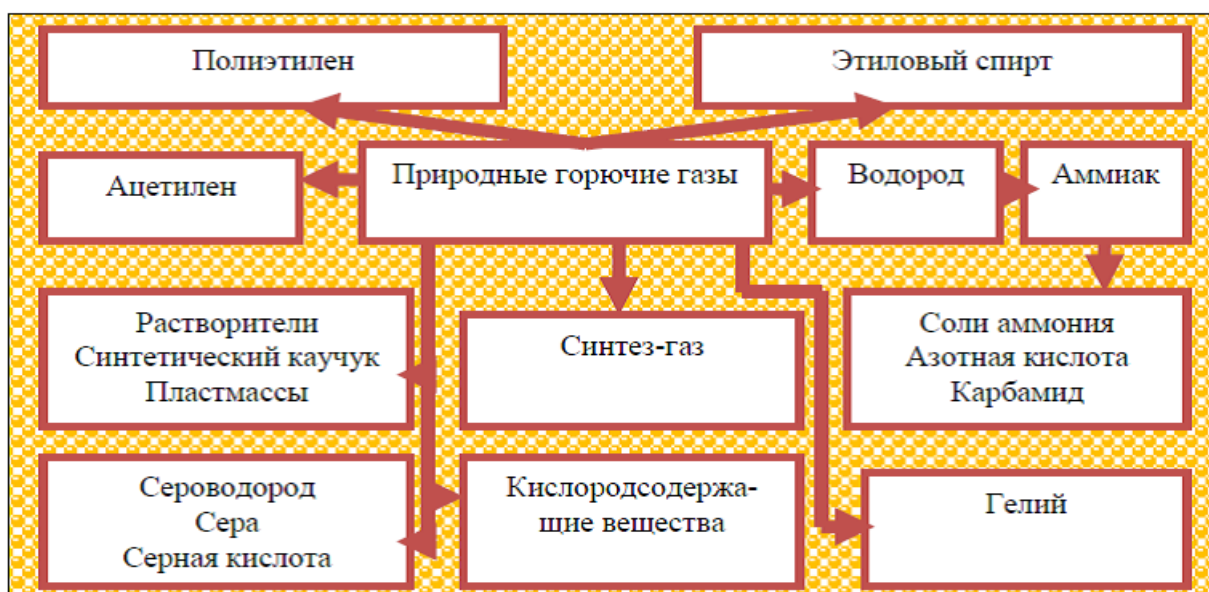 Полиэтилен
Этиловый спирт
Ацетилен
Природные горючие газы
Водород
Аммиак
Растворители
Синтетический каучук
Пластмассы
Синтез-газ
Соли аммония
Азотная кислота
Карбамид
Сероводород
Сера
Серная кислота
Кислородсодержа-
щие вещества
Гелий